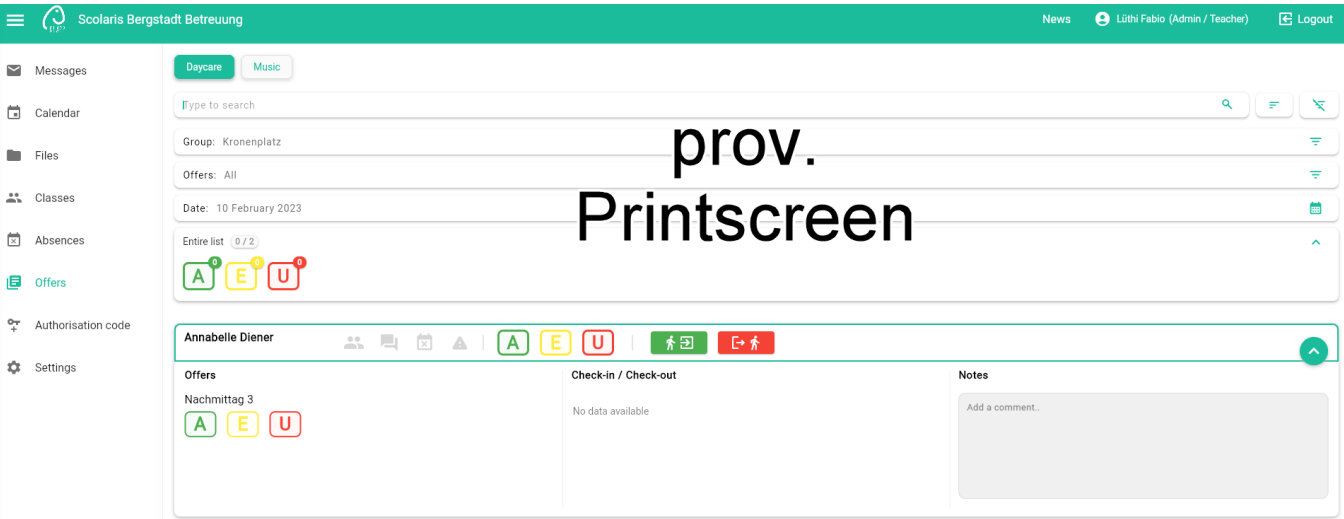 Scolaris Bergstadt Betreuung
News
Lüthi Fabio (Admin / Teacher)
Logout
Messages
Calendar
Files
Classes
Absences
Offers
Authorisation code
Settings
Daycare
Music
Type to search
Group: Kronenplatz
Offers: All
Date: 10 February 2023
prov.
Printscreen
Entire list 0 / 2
A 0 E 0 U 0
Annabelle Diener
A E U
Offers
Nachmittag 3
A E U
Check-in / Check-out
No data available
Notes
Add a comment..